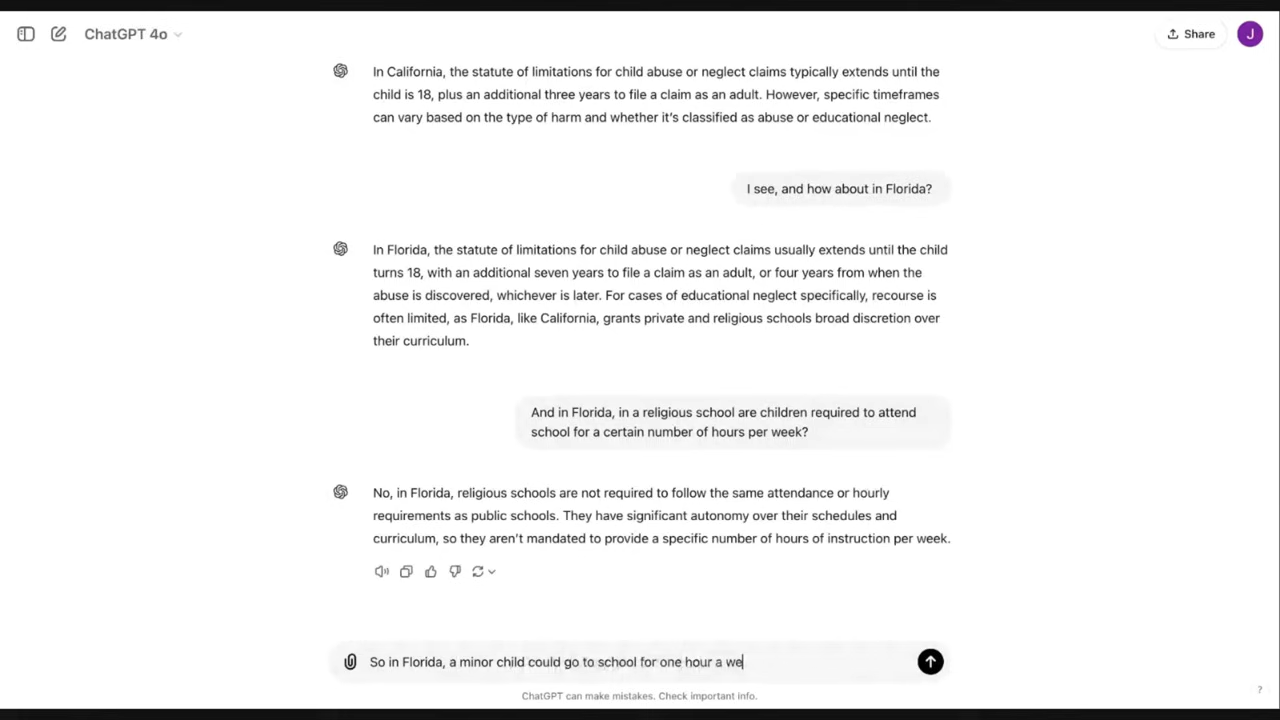 ChatGPT 4o
Share
J
In California, the statute of limitations for child abuse or neglect claims typically extends until the
child is 18, plus an additional three years to file a claim as an adult. However, specific timeframes
can vary based on the type of harm and whether it's classified as abuse or educational neglect.
I see, and how about in Florida?
In Florida, the statute of limitations for child abuse or neglect claims usually extends until the child
turns 18, with an additional seven years to file a claim as an adult, or four years from when the
abuse is discovered, whichever is later. For cases of educational neglect specifically, recourse is
often limited, as Florida, like California, grants private and religious schools broad discretion over
their curriculum.
And in Florida, in a religious school are children required to attend
school for a certain number of hours per week?
No, in Florida, religious schools are not required to follow the same attendance or hourly
requirements as public schools. They have significant autonomy over their schedules and
curriculum, so they aren't mandated to provide a specific number of hours of instruction per week.
So in Florida, a minor child could go to school for one hour a we
ChatGPT can make mistakes. Check important info.
?